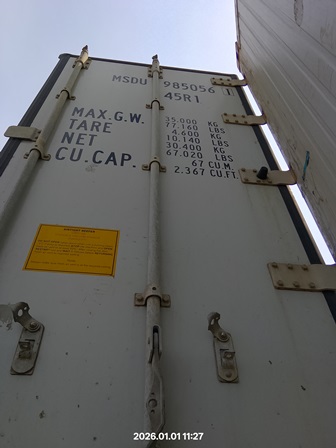 MSDU 985056 1
45R1
MAX.G.W. 35.000 KG
77.160 LBS
TARE 4.600 KG
10.140 LBS
NET 30.400 KG
67.020 LBS
CU.CAP. 67 CU.M.
2.367 CU.FT.
2026.01.01 11:27